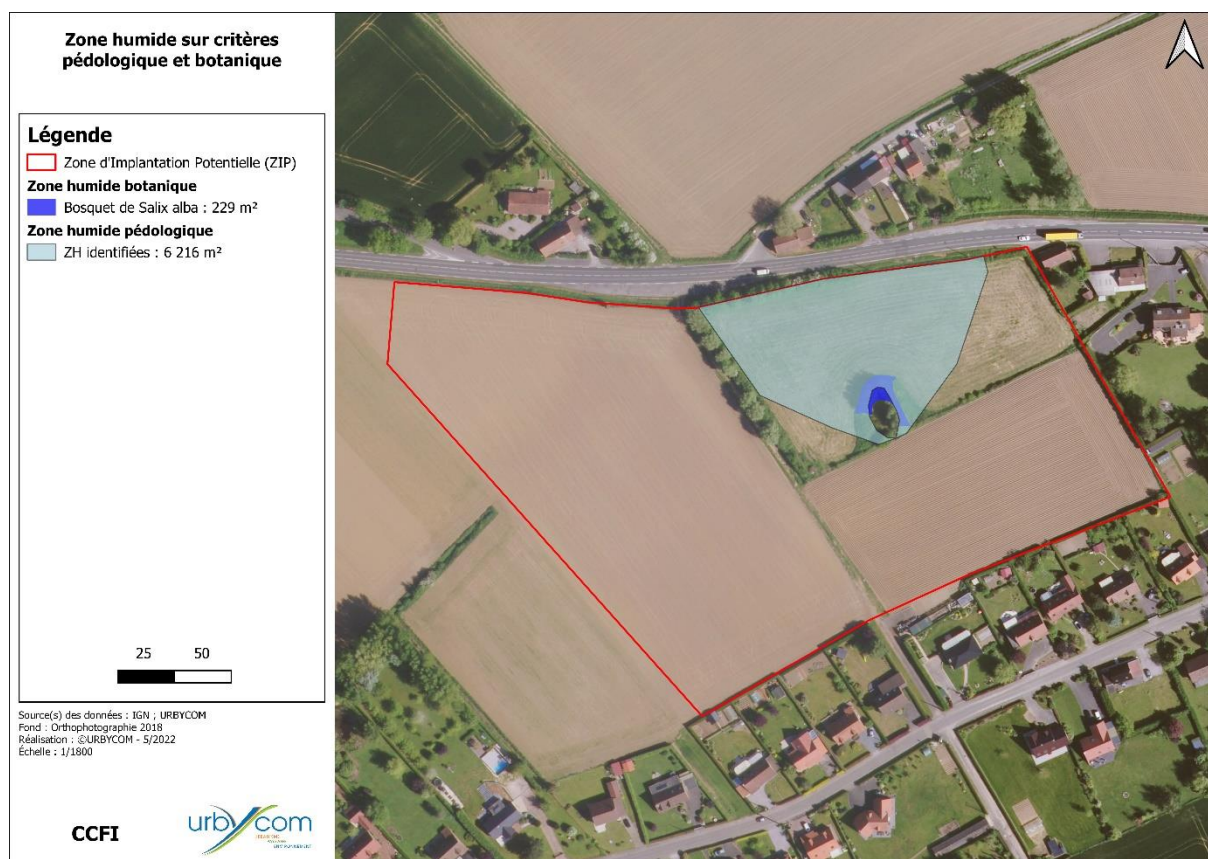 Zone humide sur critères
pédologique et botanique
Légende
Zone d'Implantation Potentielle (ZIP)
Zone humide botanique
Bosquet de Salix alba : 229 m²
Zone humide pédologique
ZH identifiées : 6 216 m²
25 50
Source(s) des données : IGN ; URBYCOM
Fond : Orthophotographie 2018
Réalisation : ©URBYCOM - 5/2022
Échelle : 1/1800
CCFI
urbycom